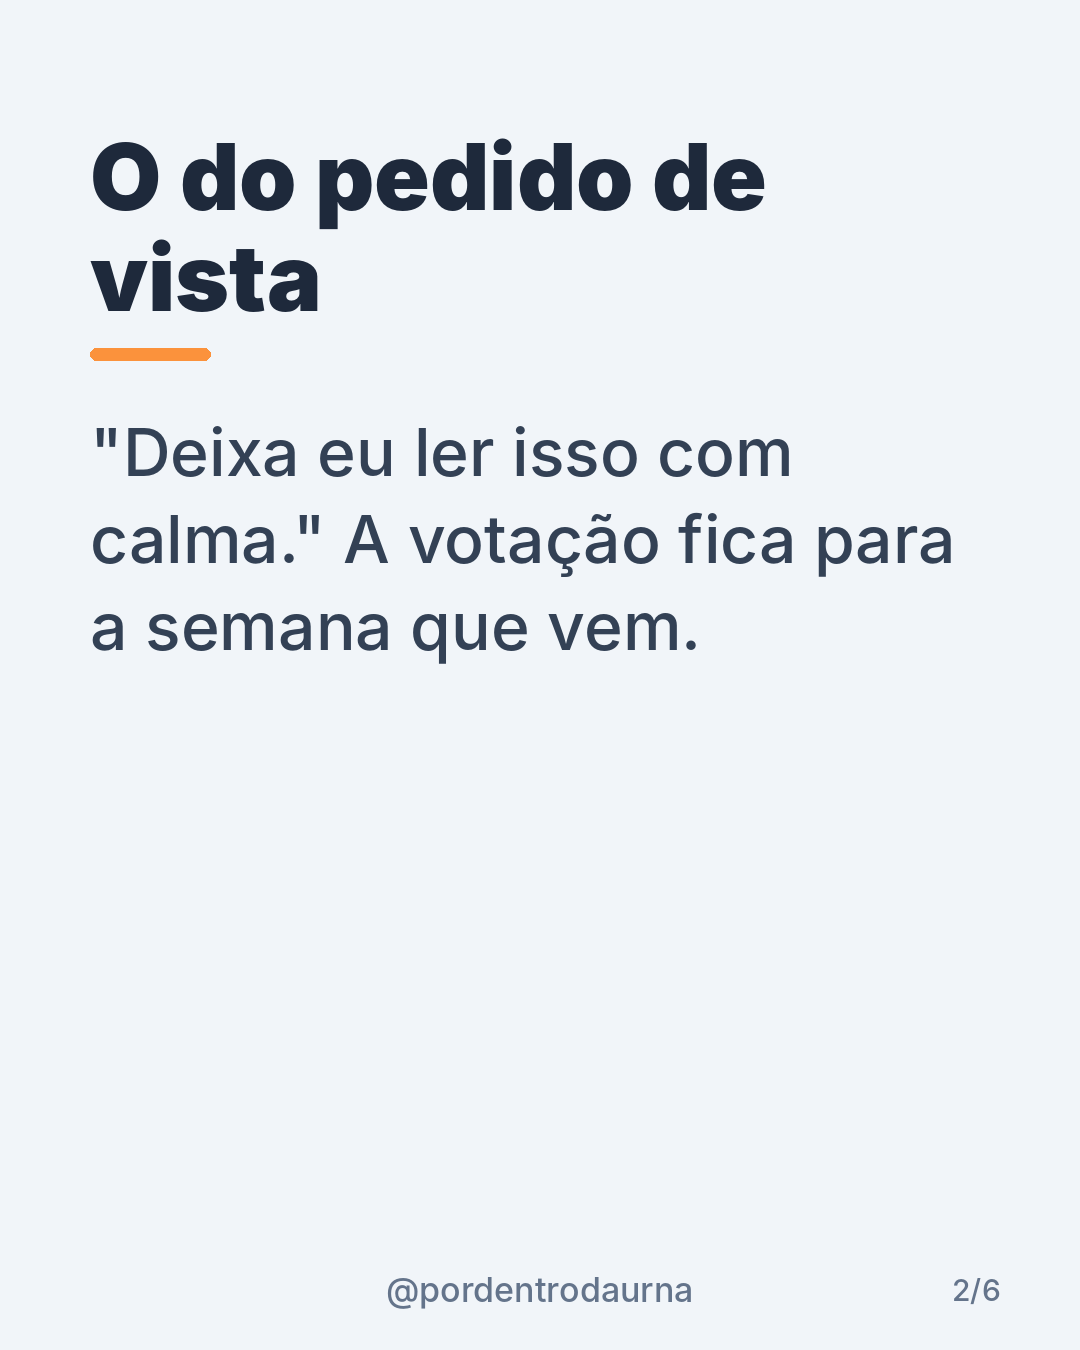 O do pedido de
vista
"Deixa eu ler isso com
calma." A votação fica para
a semana que vem.
@pordentrodaurna
2/6